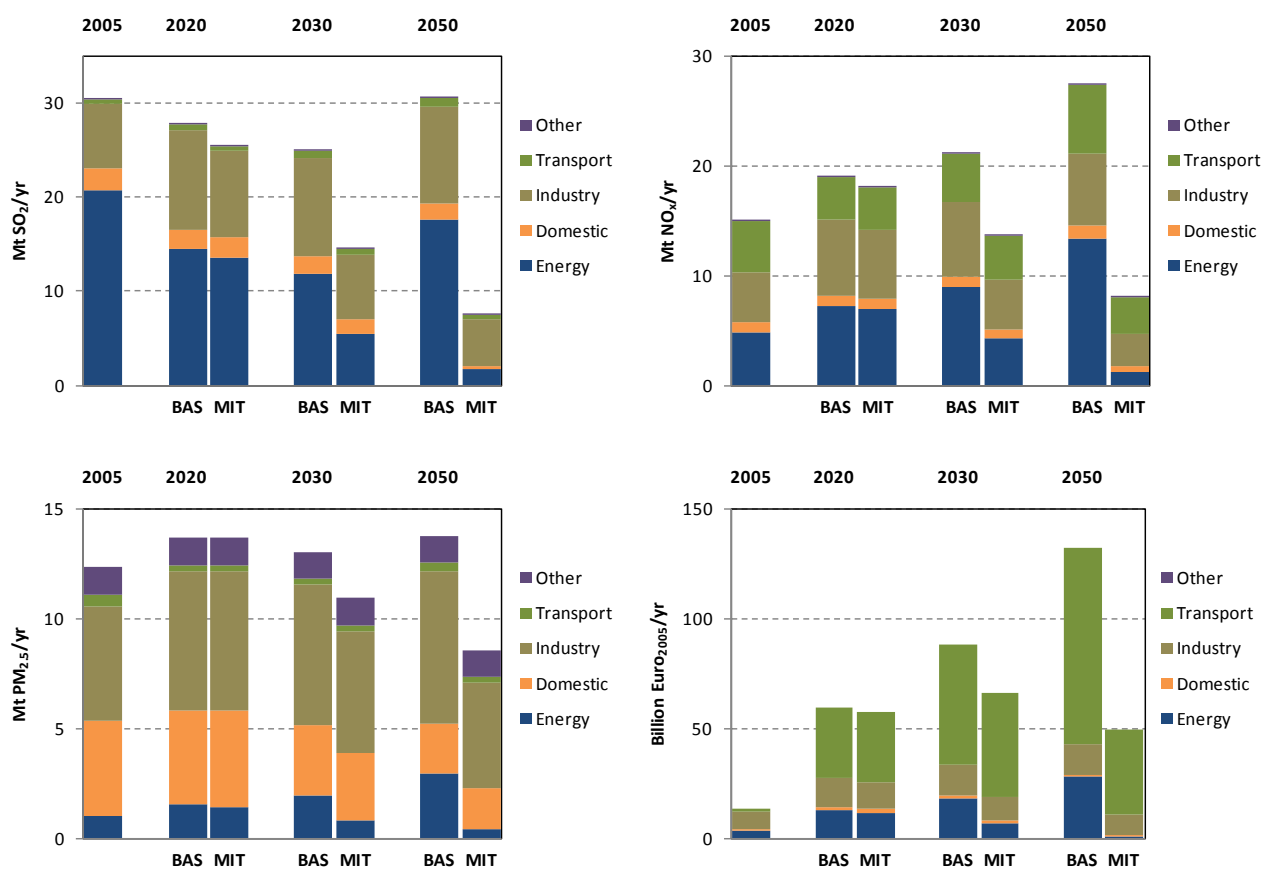 2005 2020 2030 2050
Mt SO₂/yr
30
20
10
0
BAS MIT BAS MIT BAS MIT
Other
Transport
Industry
Domestic
Energy
2005 2020 2030 2050
Mt NOₓ/yr
30
20
10
0
BAS MIT BAS MIT BAS MIT
Other
Transport
Industry
Domestic
Energy
2005 2020 2030 2050
Mt PM₂.₅/yr
15
10
5
0
BAS MIT BAS MIT BAS MIT
Other
Transport
Industry
Domestic
Energy
2005 2020 2030 2050
Billion Euro₂₀₀₅/yr
150
100
50
0
BAS MIT BAS MIT BAS MIT
Other
Transport
Industry
Domestic
Energy